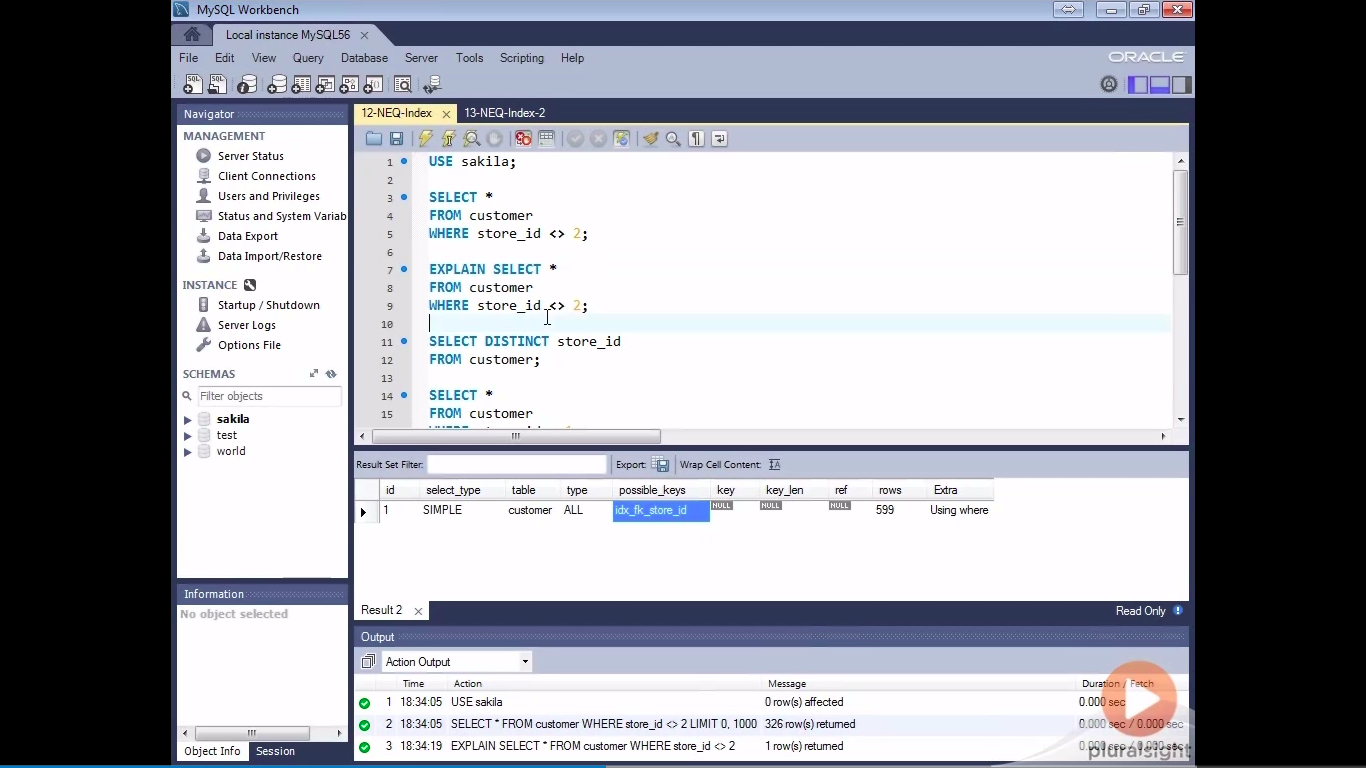 MySQL Workbench
Local instance MySQL56
File Edit View Query Database Server Tools Scripting Help
ORACLE
Navigator
MANAGEMENT
Server Status
Client Connections
Users and Privileges
Status and System Variab
Data Export
Data Import/Restore
INSTANCE
Startup / Shutdown
Server Logs
Options File
SCHEMAS
Filter objects
sakila
test
world
Information
No object selected
Object Info Session
12-NEQ-Index 13-NEQ-Index-2
1 USE sakila;
2
3 SELECT *
4 FROM customer
5 WHERE store_id <> 2;
6
7 EXPLAIN SELECT *
8 FROM customer
9 WHERE store_id <> 2;
10
11 SELECT DISTINCT store_id
12 FROM customer;
13
14 SELECT *
15 FROM customer
Result Set Filter: Export: Wrap Cell Content:
id select_type table type possible_keys key key_len ref rows Extra
1 SIMPLE customer ALL idx_fk_store_id NULL NULL NULL 599 Using where
Result 2 Read Only
Output
Action Output
Time Action Message Duration / Fetch
1 18:34:05 USE sakila 0 row(s) affected 0.000 sec
2 18:34:05 SELECT * FROM customer WHERE store_id <> 2 LIMIT 0, 1000 326 row(s) returned 0.000 sec / 0.000 sec
3 18:34:19 EXPLAIN SELECT * FROM customer WHERE store_id <> 2 1 row(s) returned 0.000 sec / 0.000 sec
pluralsight